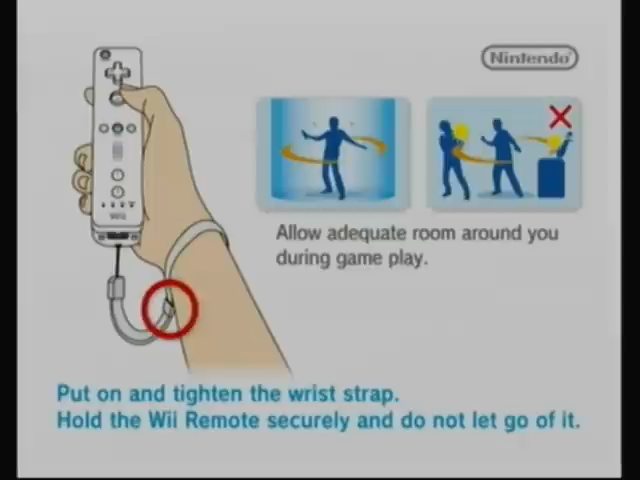 Nintendo
Wii
Allow adequate room around you
during game play.
Put on and tighten the wrist strap.
Hold the Wii Remote securely and do not let go of it.